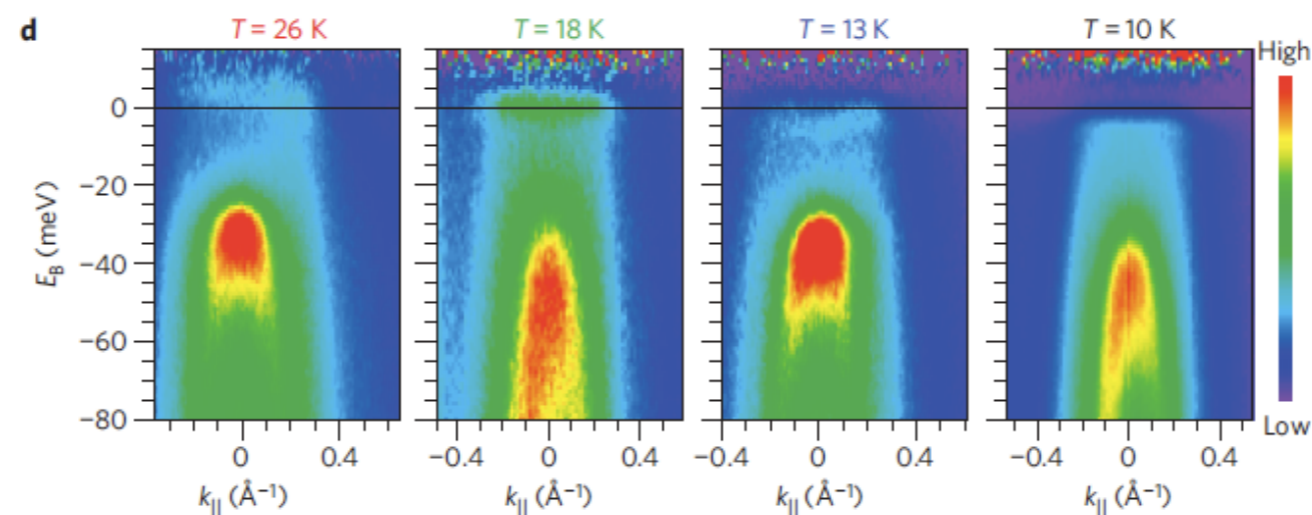 d
T = 26 K
T = 18 K
T = 13 K
T = 10 K
High
Low
E_B (meV)
0
−20
−40
−60
−80
0 0.4
−0.4 0 0.4
−0.4 0 0.4
−0.4 0 0.4
k_|| (Å⁻¹)
k_|| (Å⁻¹)
k_|| (Å⁻¹)
k_|| (Å⁻¹)